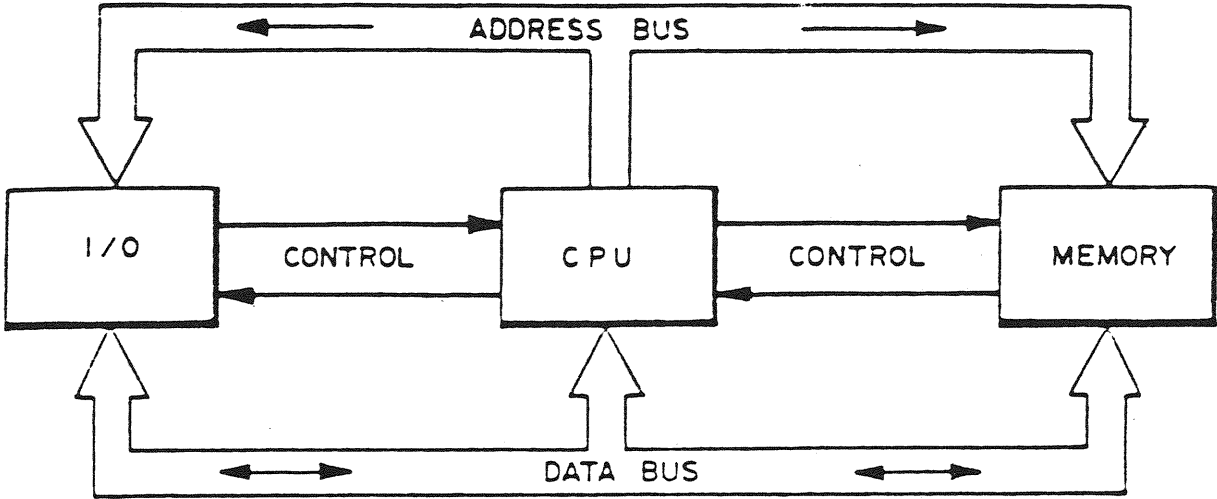 ADDRESS BUS
I/O
CONTROL
CPU
CONTROL
MEMORY
DATA BUS